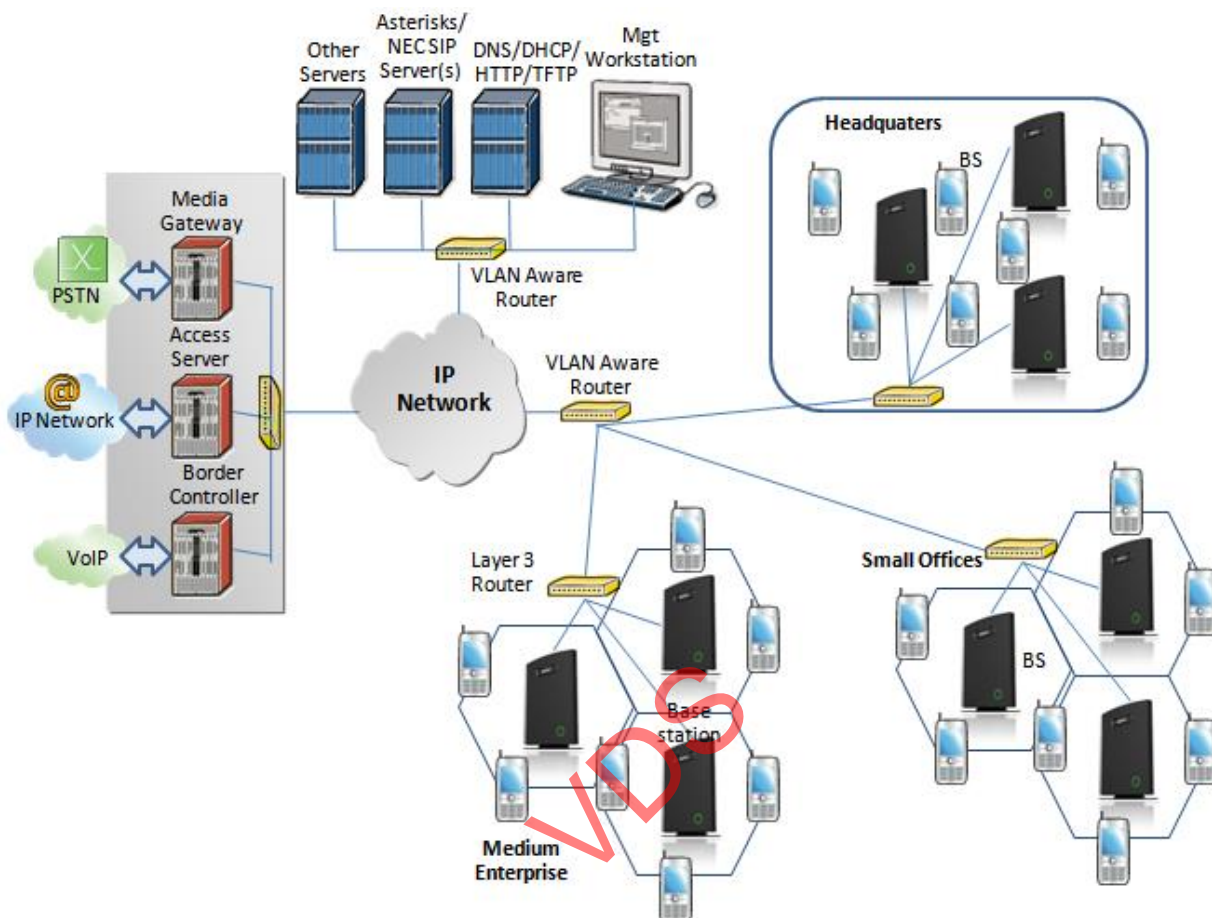 Other
Servers
Asterisks/
NEC SIP
Server(s)
DNS/DHCP/
HTTP/TFTP
Mgt
Workstation
Headquaters
BS
Media
Gateway
PSTN
VLAN Aware
Router
Access
Server
IP
Network
VLAN Aware
Router
@
IP Network
Border
Controller
VoIP
Layer 3
Router
Small Offices
BS
Base
station
VDS
Medium
Enterprise